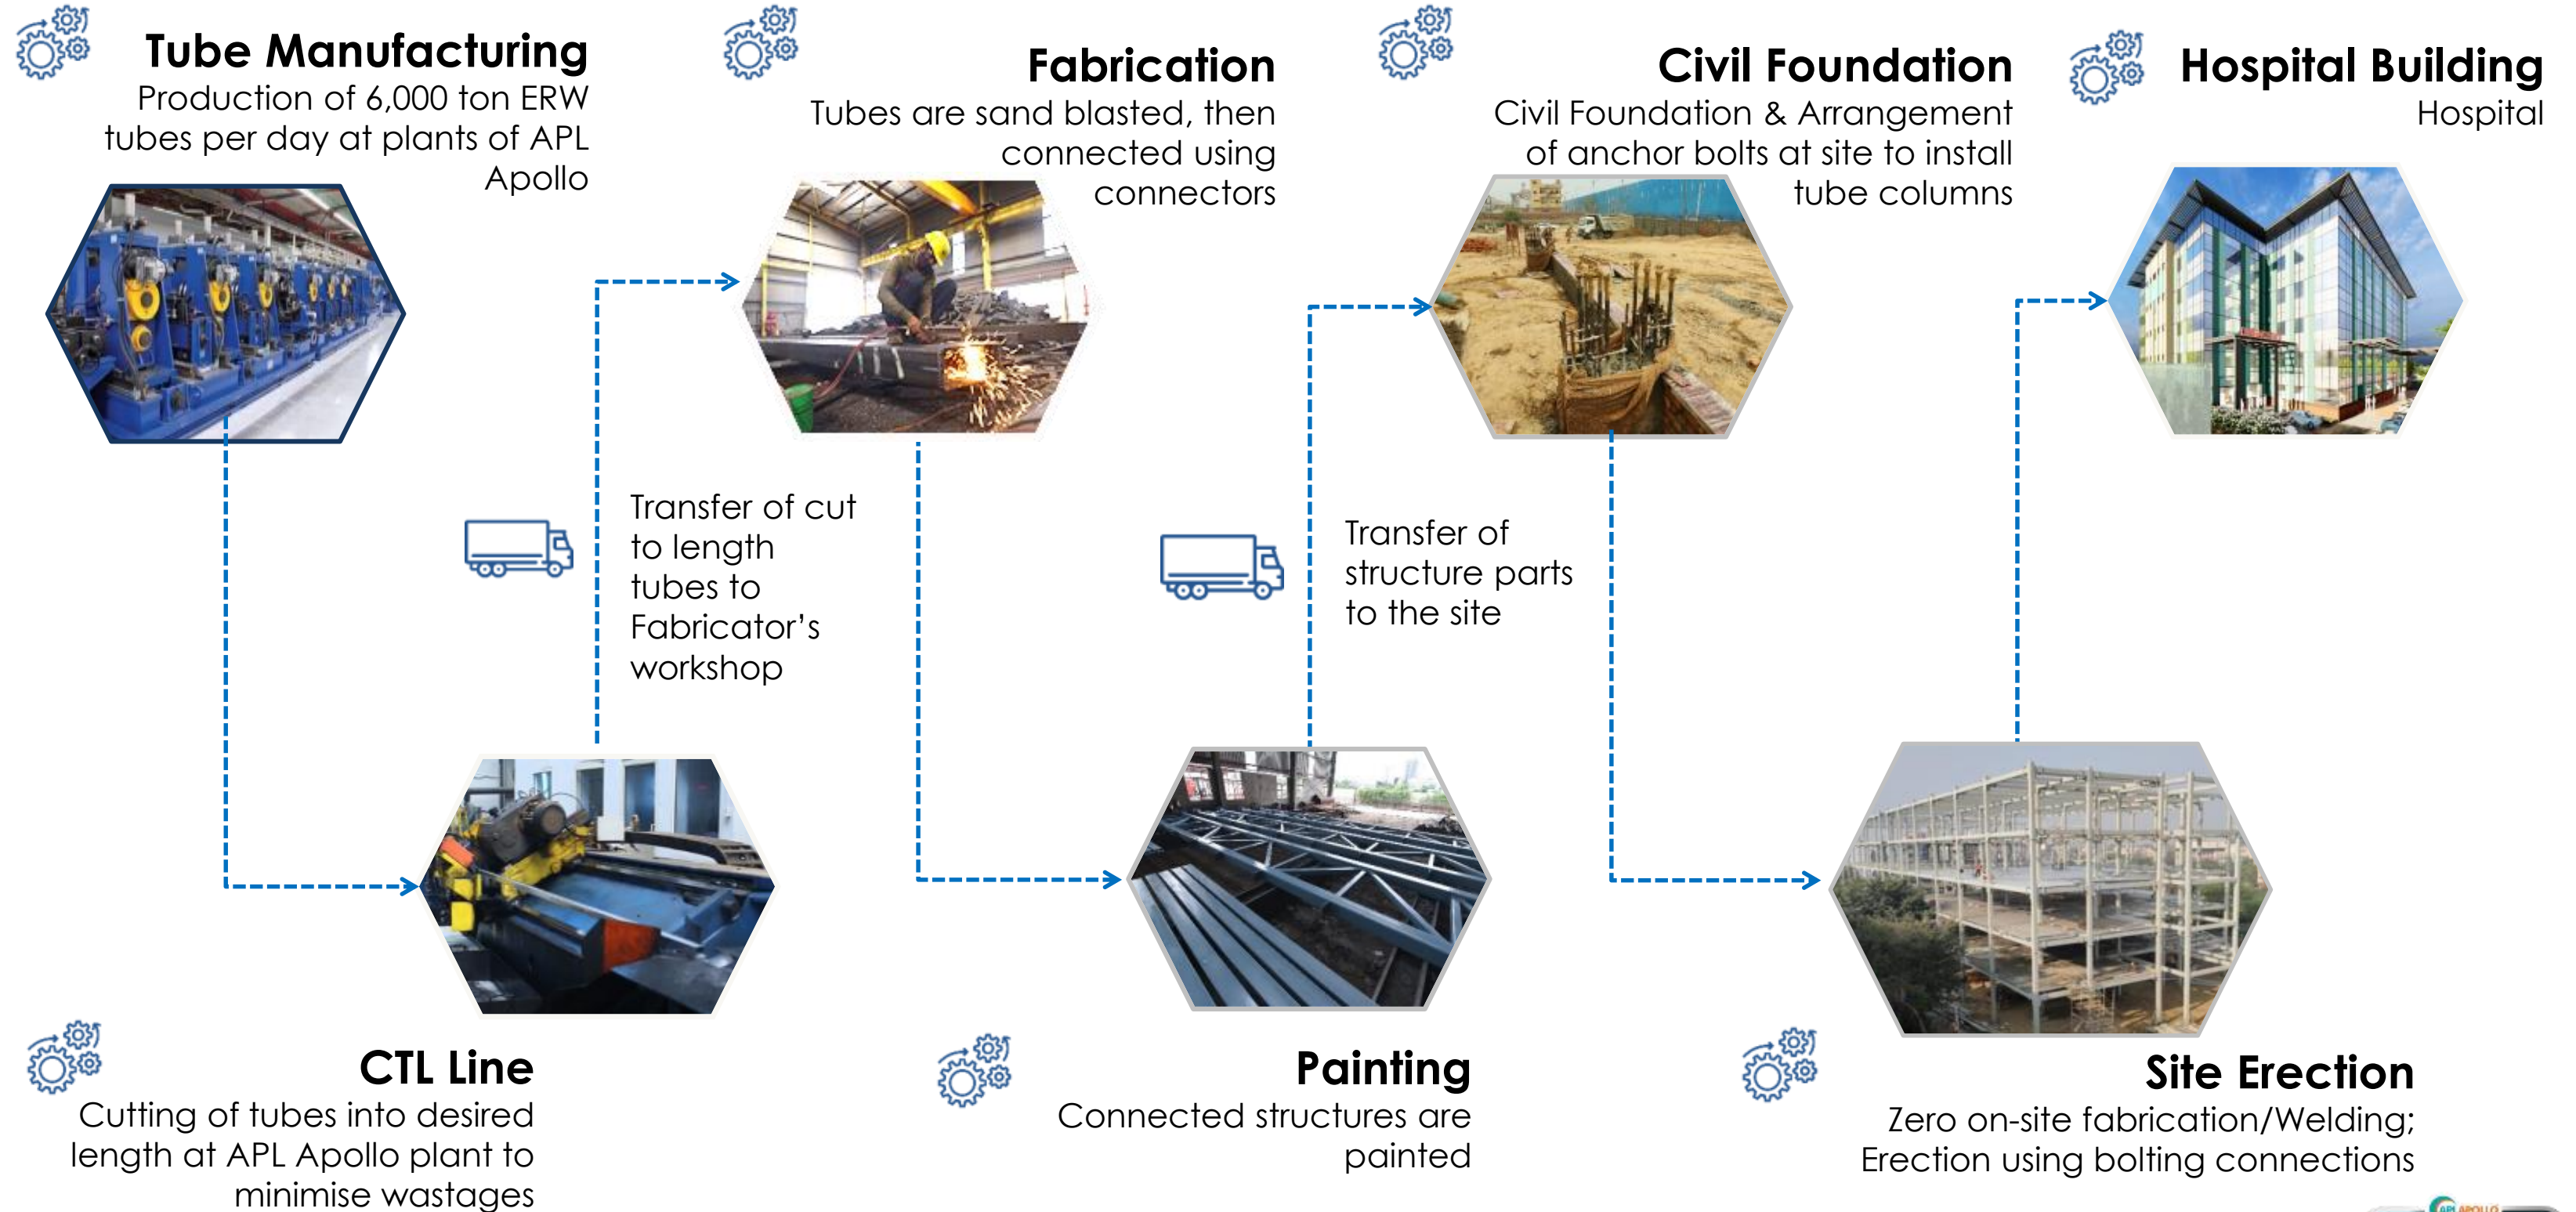 Tube Manufacturing
Production of 6,000 ton ERW
tubes per day at plants of APL
Apollo
Fabrication
Tubes are sand blasted, then
connected using
connectors
Civil Foundation
Civil Foundation & Arrangement
of anchor bolts at site to install
tube columns
Hospital Building
Hospital
Transfer of cut
to length
tubes to
Fabricator’s
workshop
Transfer of
structure parts
to the site
CTL Line
Cutting of tubes into desired
length at APL Apollo plant to
minimise wastages
Painting
Connected structures are
painted
Site Erection
Zero on-site fabrication/Welding;
Erection using bolting connections
APL APOLLO